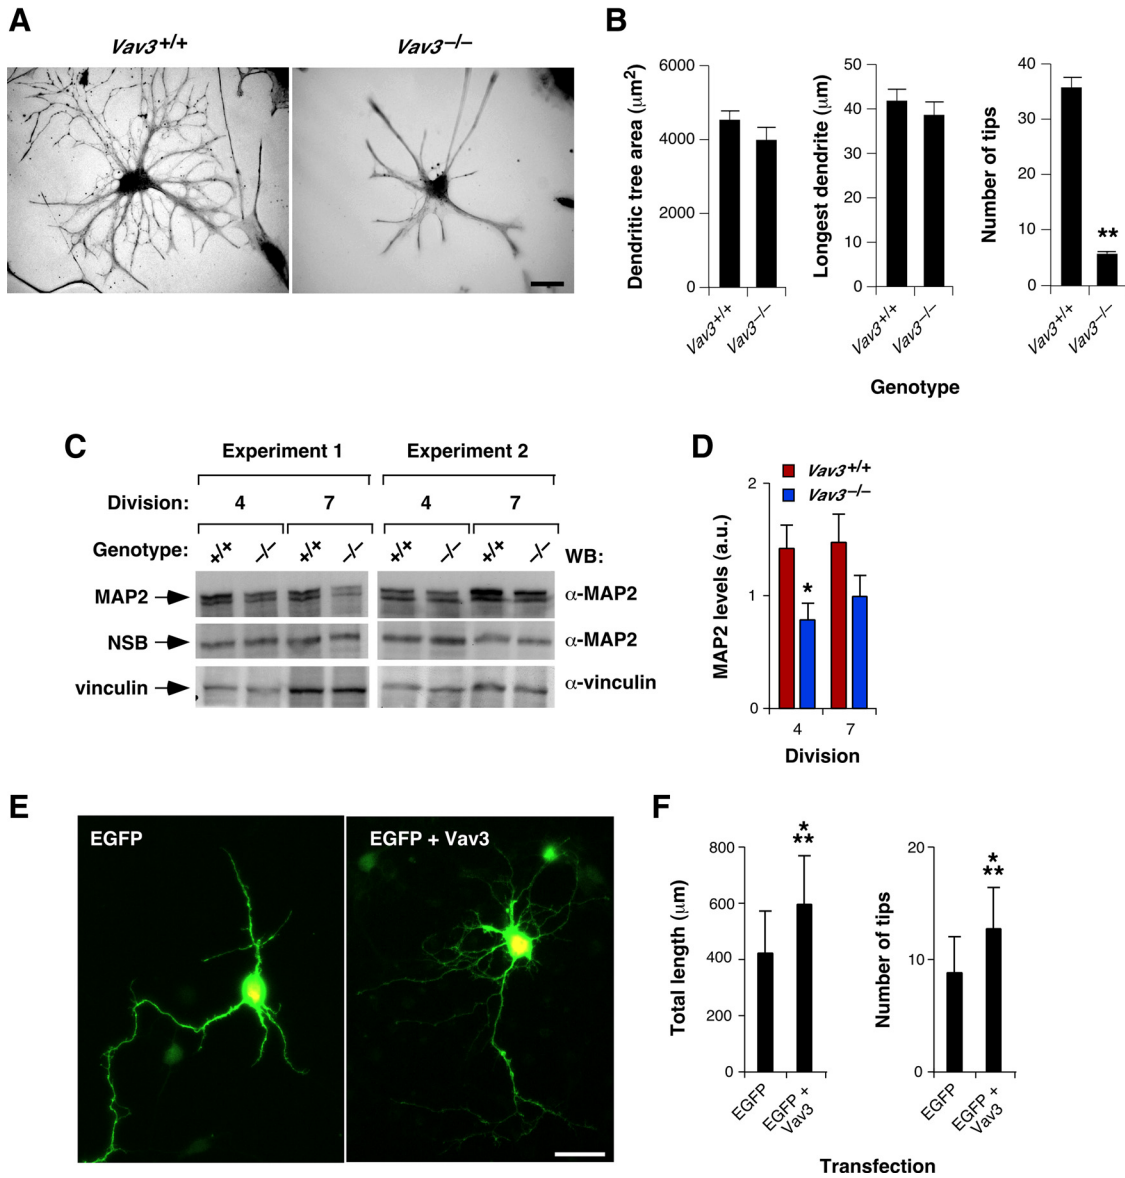 A
Vav3+/+
Vav3−/−
B
Dendritic tree area (μm2)
6000
4000
2000
0
Vav3+/+
Vav3−/−
Longest dendrite (μm)
50
40
30
20
10
0
Vav3+/+
Vav3−/−
Number of tips
40
30
20
10
0
**
Vav3+/+
Vav3−/−
Genotype
C
Experiment 1
Experiment 2
Division:
4
7
4
7
Genotype:
+/+
−/−
+/+
−/−
+/+
−/−
+/+
−/−
WB:
MAP2
α-MAP2
NSB
α-MAP2
vinculin
α-vinculin
D
Vav3+/+
Vav3−/−
MAP2 levels (a.u.)
2
1
0
*
4
7
Division
E
EGFP
EGFP + Vav3
F
Total length (μm)
800
600
400
200
0
*
**
EGFP
EGFP +
Vav3
Number of tips
20
10
0
*
**
EGFP
EGFP +
Vav3
Transfection